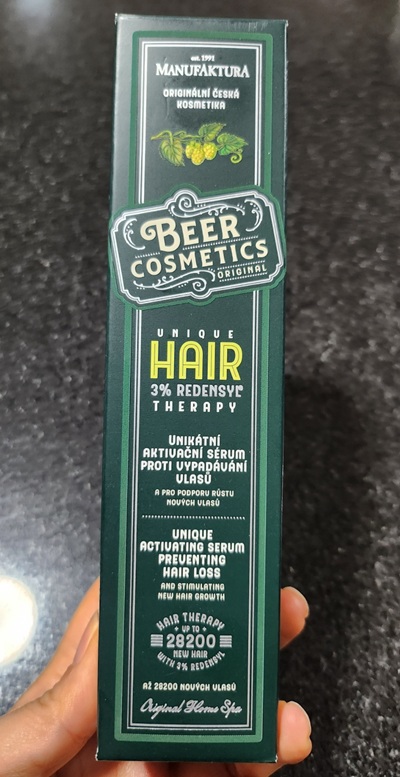 est. 1991
MANUFAKTURA
ORIGINÁLNÍ ČESKÁ
KOSMETIKA
BEER
COSMETICS
ORIGINAL
UNIQUE
HAIR
3% REDENSYL®
THERAPY
UNIKÁTNÍ
AKTIVAČNÍ SÉRUM
PROTI VYPADÁVÁNÍ
VLASŮ
A PRO PODPORU RŮSTU
NOVÝCH VLASŮ
UNIQUE
ACTIVATING SERUM
PREVENTING
HAIR LOSS
AND STIMULATING
NEW HAIR GROWTH
HAIR THERAPY
UP TO
28200
NEW HAIR
WITH 3% REDENSYL
AŽ 28200 NOVÝCH VLASŮ
Original Home Spa